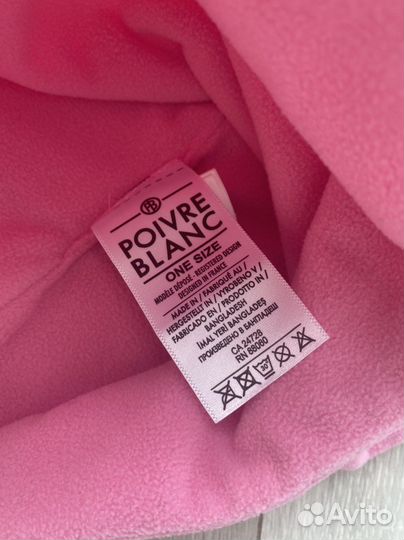 PB
POIVRE
BLANC
ONE SIZE
MODÈLE DÉPOSÉ - REGISTERED DESIGN
DESIGNED IN FRANCE
MADE IN / FABRIQUÉ AU /
HERGESTELLT IN / VYROBENO V /
FABRICADO EN / PRODOTTO IN /
BANGLADESH
İMAL YERİ BANGLADEŞ
ПРОИЗВЕДЕНО В БАНГЛАДЕШ
CA 24728
RN 88060
30
Avito